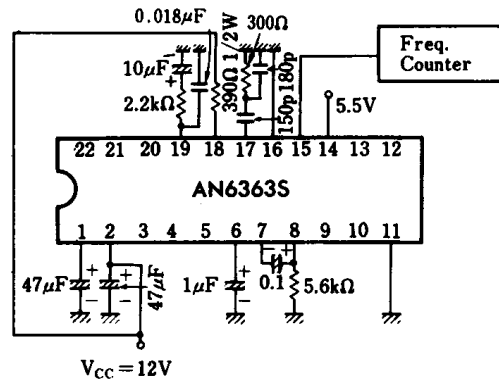 0.018μF
300Ω
390Ω 1/2W
180p
150p
10μF
2.2kΩ
Freq.
Counter
5.5V
22 21 20 19 18 17 16 15 14 13 12
AN6363S
1 2 3 4 5 6 7 8 9 10 11
47μF
47μF
1μF
0.1
5.6kΩ
+ − + − + − − + − +
VCC=12V